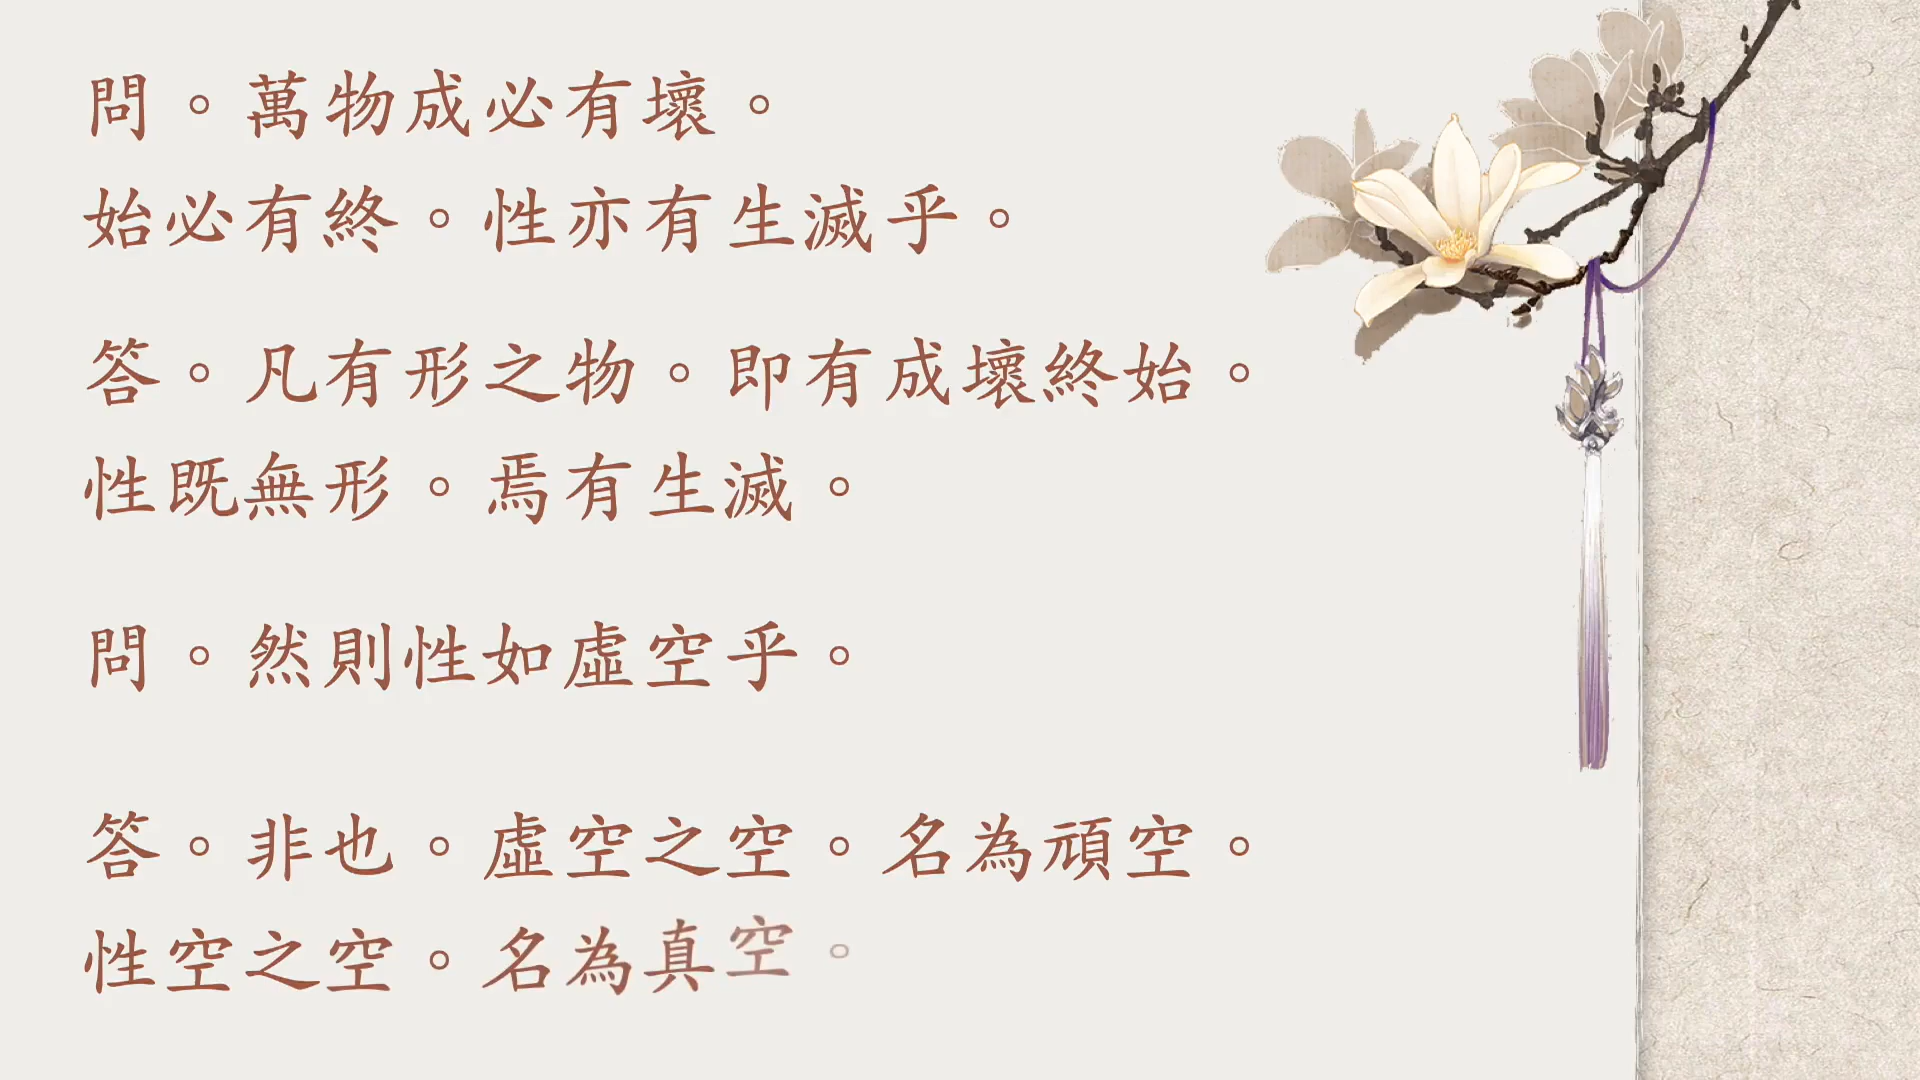 問。萬物成必有壞。
始必有終。性亦有生滅乎。
答。凡有形之物。即有成壞終始。
性既無形。焉有生滅。
問。然則性如虛空乎。
答。非也。虛空之空。名為頑空。
性空之空。名為真空。